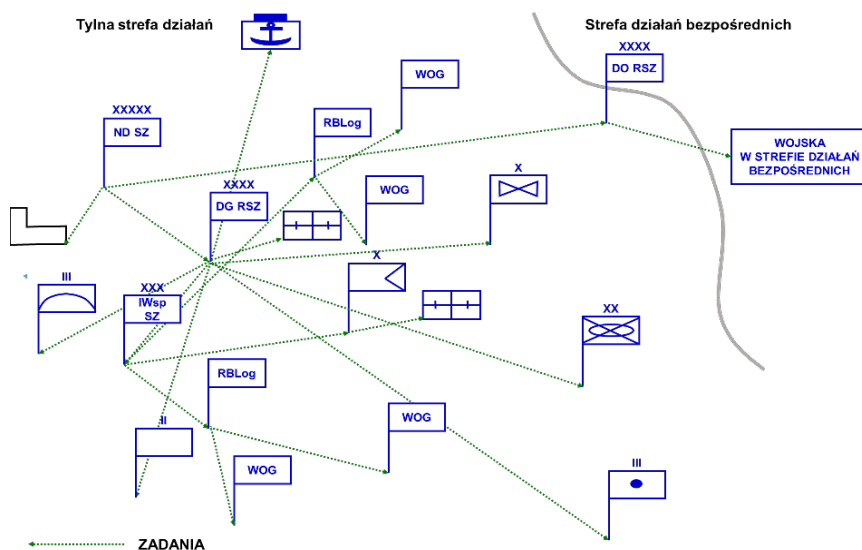 Tylna strefa działań
Strefa działań bezpośrednich
XXXX
DO RSZ
WOG
XXXXX
ND SZ
RBLog
WOJSKA
W STREFIE DZIAŁAŃ
BEZPOŚREDNICH
XXXX
DG RSZ
WOG
X
X
III
XXX
IWsp
SZ
XX
RBLog
II
WOG
WOG
III
ZADANIA